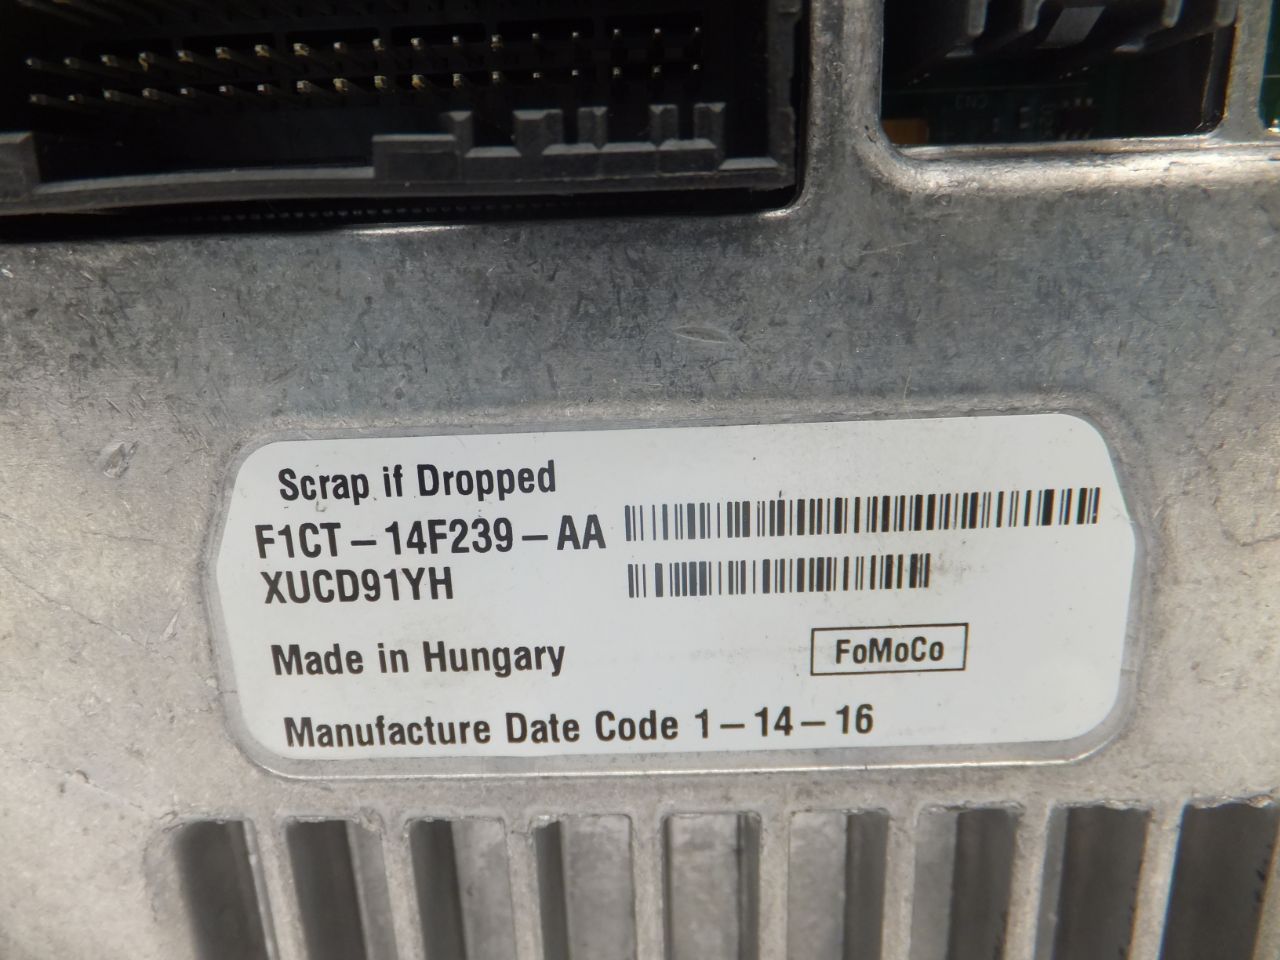 Scrap if Dropped
F1CT-14F239-AA
XUCD91YH
Made in Hungary
FoMoCo
Manufacture Date Code 1-14-16